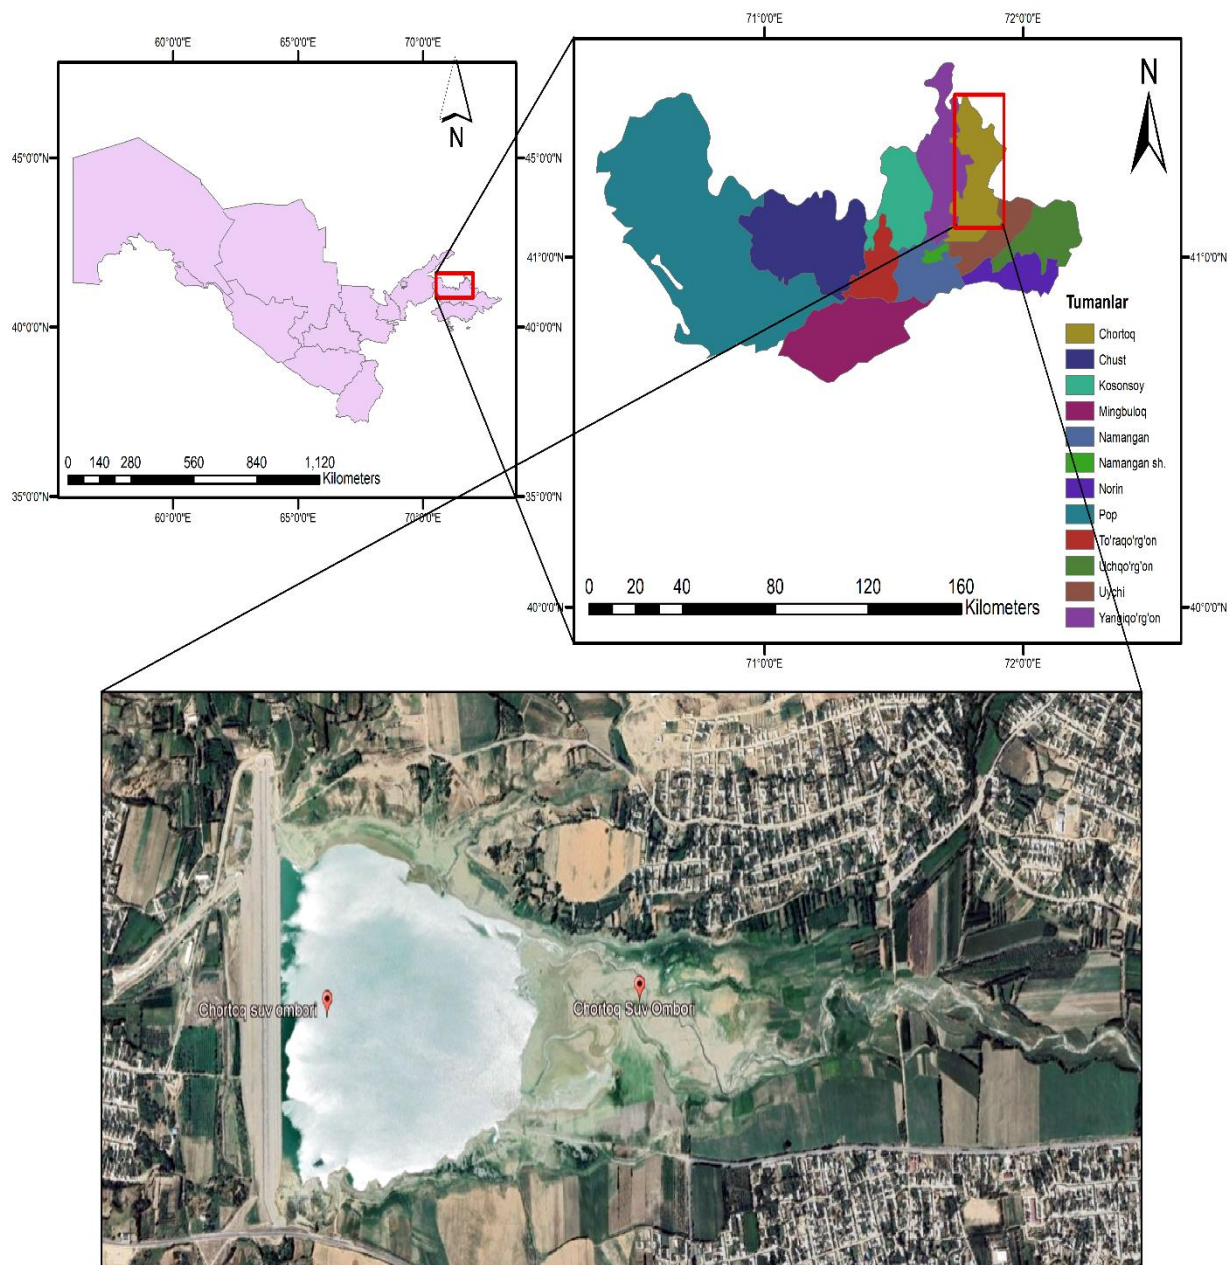 60°0'0"E 65°0'0"E 70°0'0"E
45°0'0"N 45°0'0"N
N
40°0'0"N 40°0'0"N
0 140 280 560 840 1,120
Kilometers
35°0'0"N 35°0'0"N
60°0'0"E 65°0'0"E 70°0'0"E
71°0'0"E 72°0'0"E
N
41°0'0"N 41°0'0"N
Tumanlar
Chortoq
Chust
Kosonsoy
Mingbuloq
Namangan
Namangan sh.
Norin
Pop
To'raqo'rg'on
Uchqo'rg'on
Uychi
Yangiqo'rg'on
0 20 40 80 120 160
Kilometers
40°0'0"N 40°0'0"N
71°0'0"E 72°0'0"E
Chortoq suv ombori
Chortoq Suv Ombori